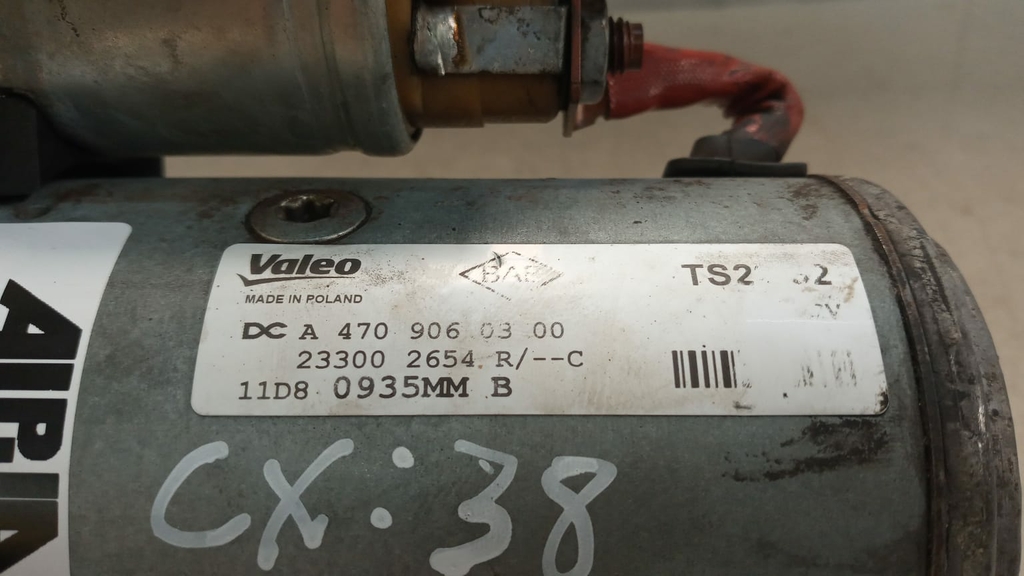 Valeo
MADE IN POLAND
DC A 470 906 03 00
23300 2654 R/--C
11D8 0935MM B
CX:38